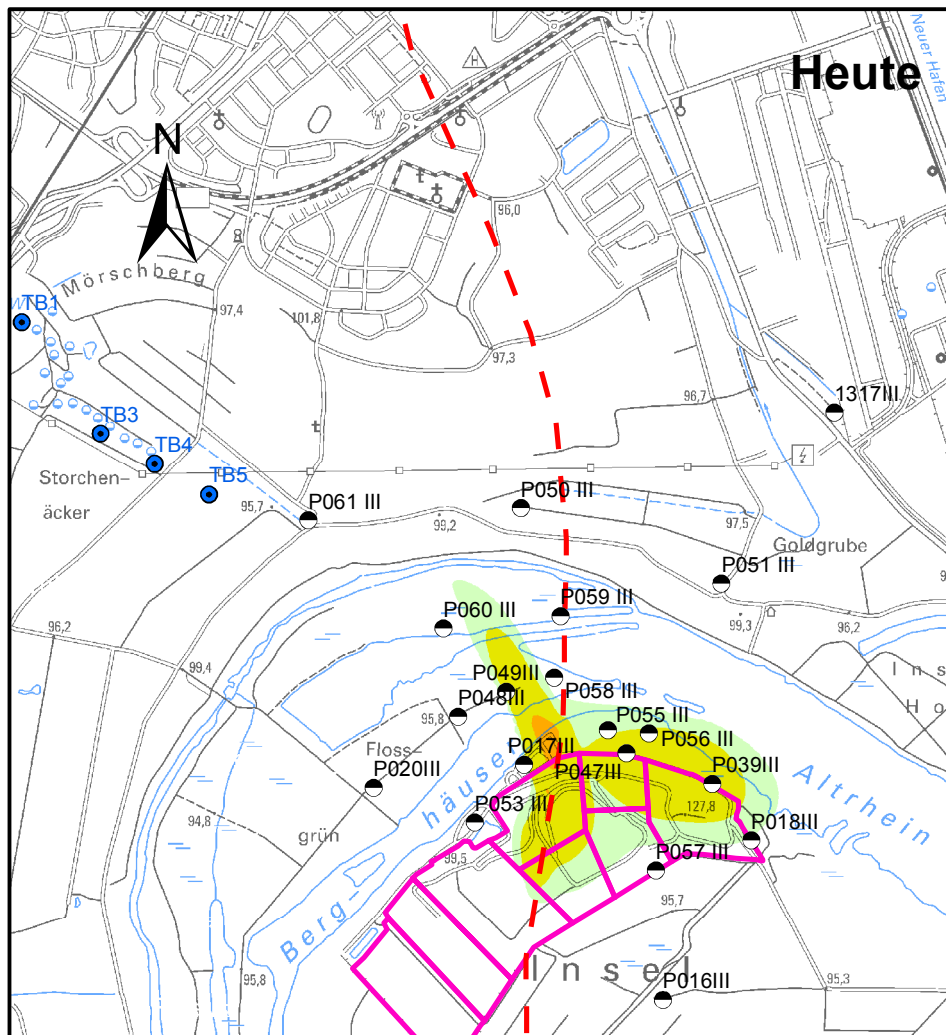 Heute
Neuer Hafen
H
N
96,0
Mörschberg
TB1
97,4
101,8
97,3
96,7
1317III
TB3
TB4
TB5
Storchen-
äcker
95,7
P061 III
99,2
P050 III
97,5
Goldgrube
P051 III
99,3
96,2
96,2
P060 III
P059 III
99,4
P049III
P058 III
P048III
95,8
P055 III
P056 III
Floss-
P020III
P017III
P047III
P039III
127,8
Altrhein
häuser
grün
94,8
P053 III
P018III
99,5
P057 III
Berg-
95,7
Insel
95,8
95,3
P016III